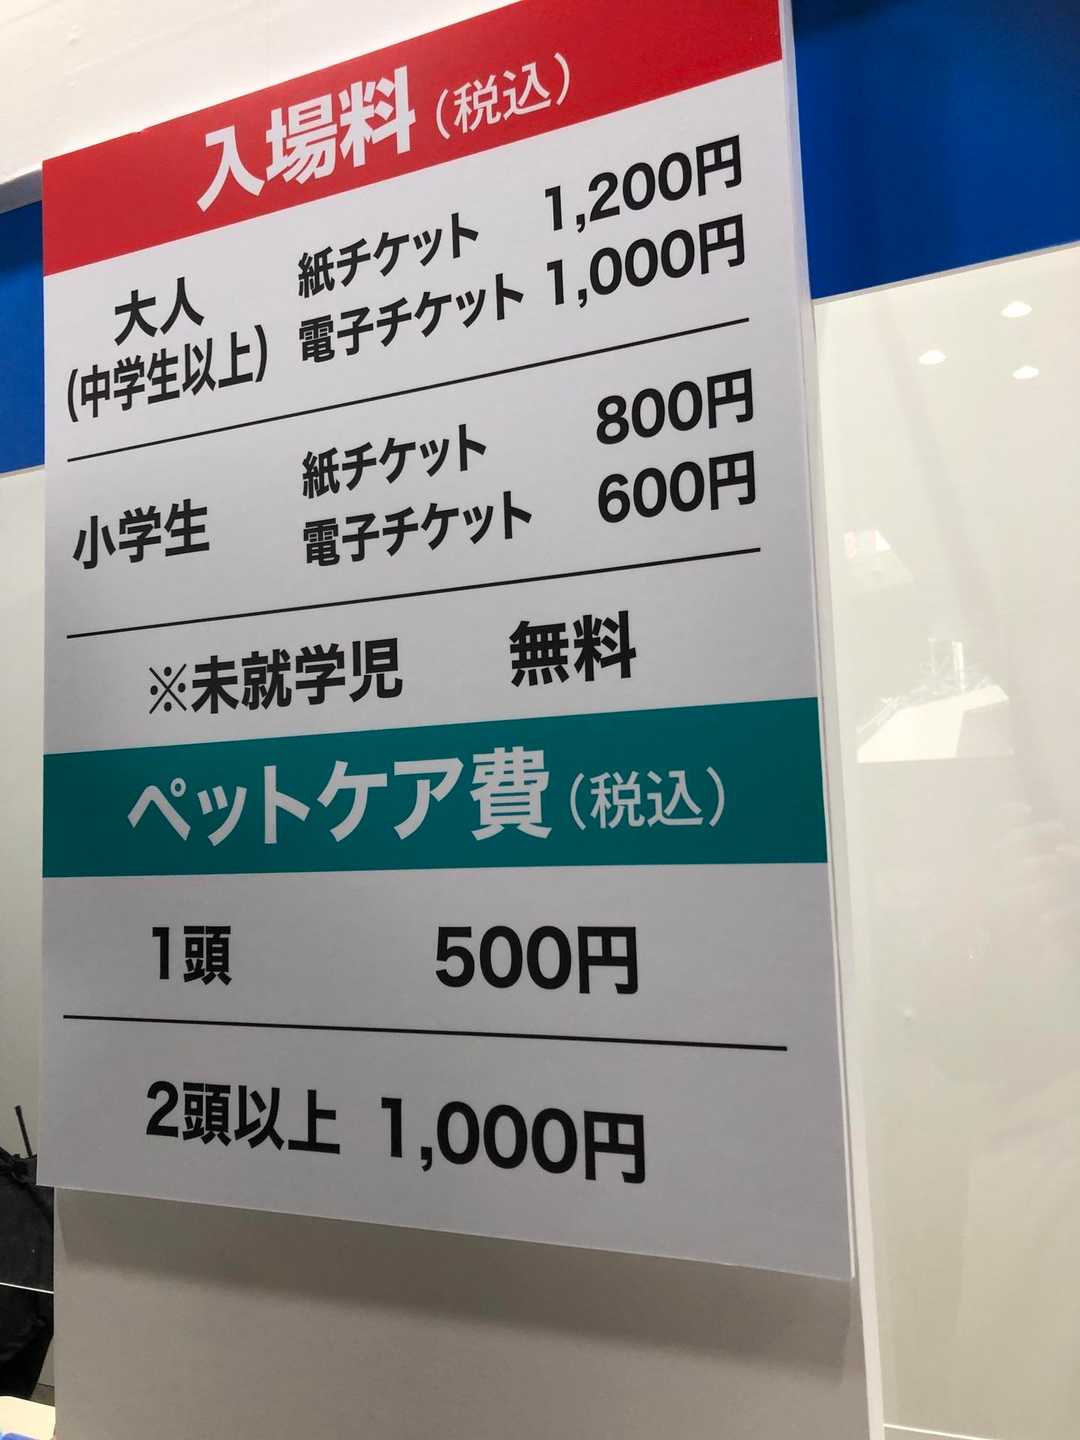 入場料(税込)
大人
(中学生以上)
紙チケット 1,200円
電子チケット 1,000円
小学生
紙チケット 800円
電子チケット 600円
※未就学児 無料
ペットケア費(税込)
1頭 500円
2頭以上 1,000円